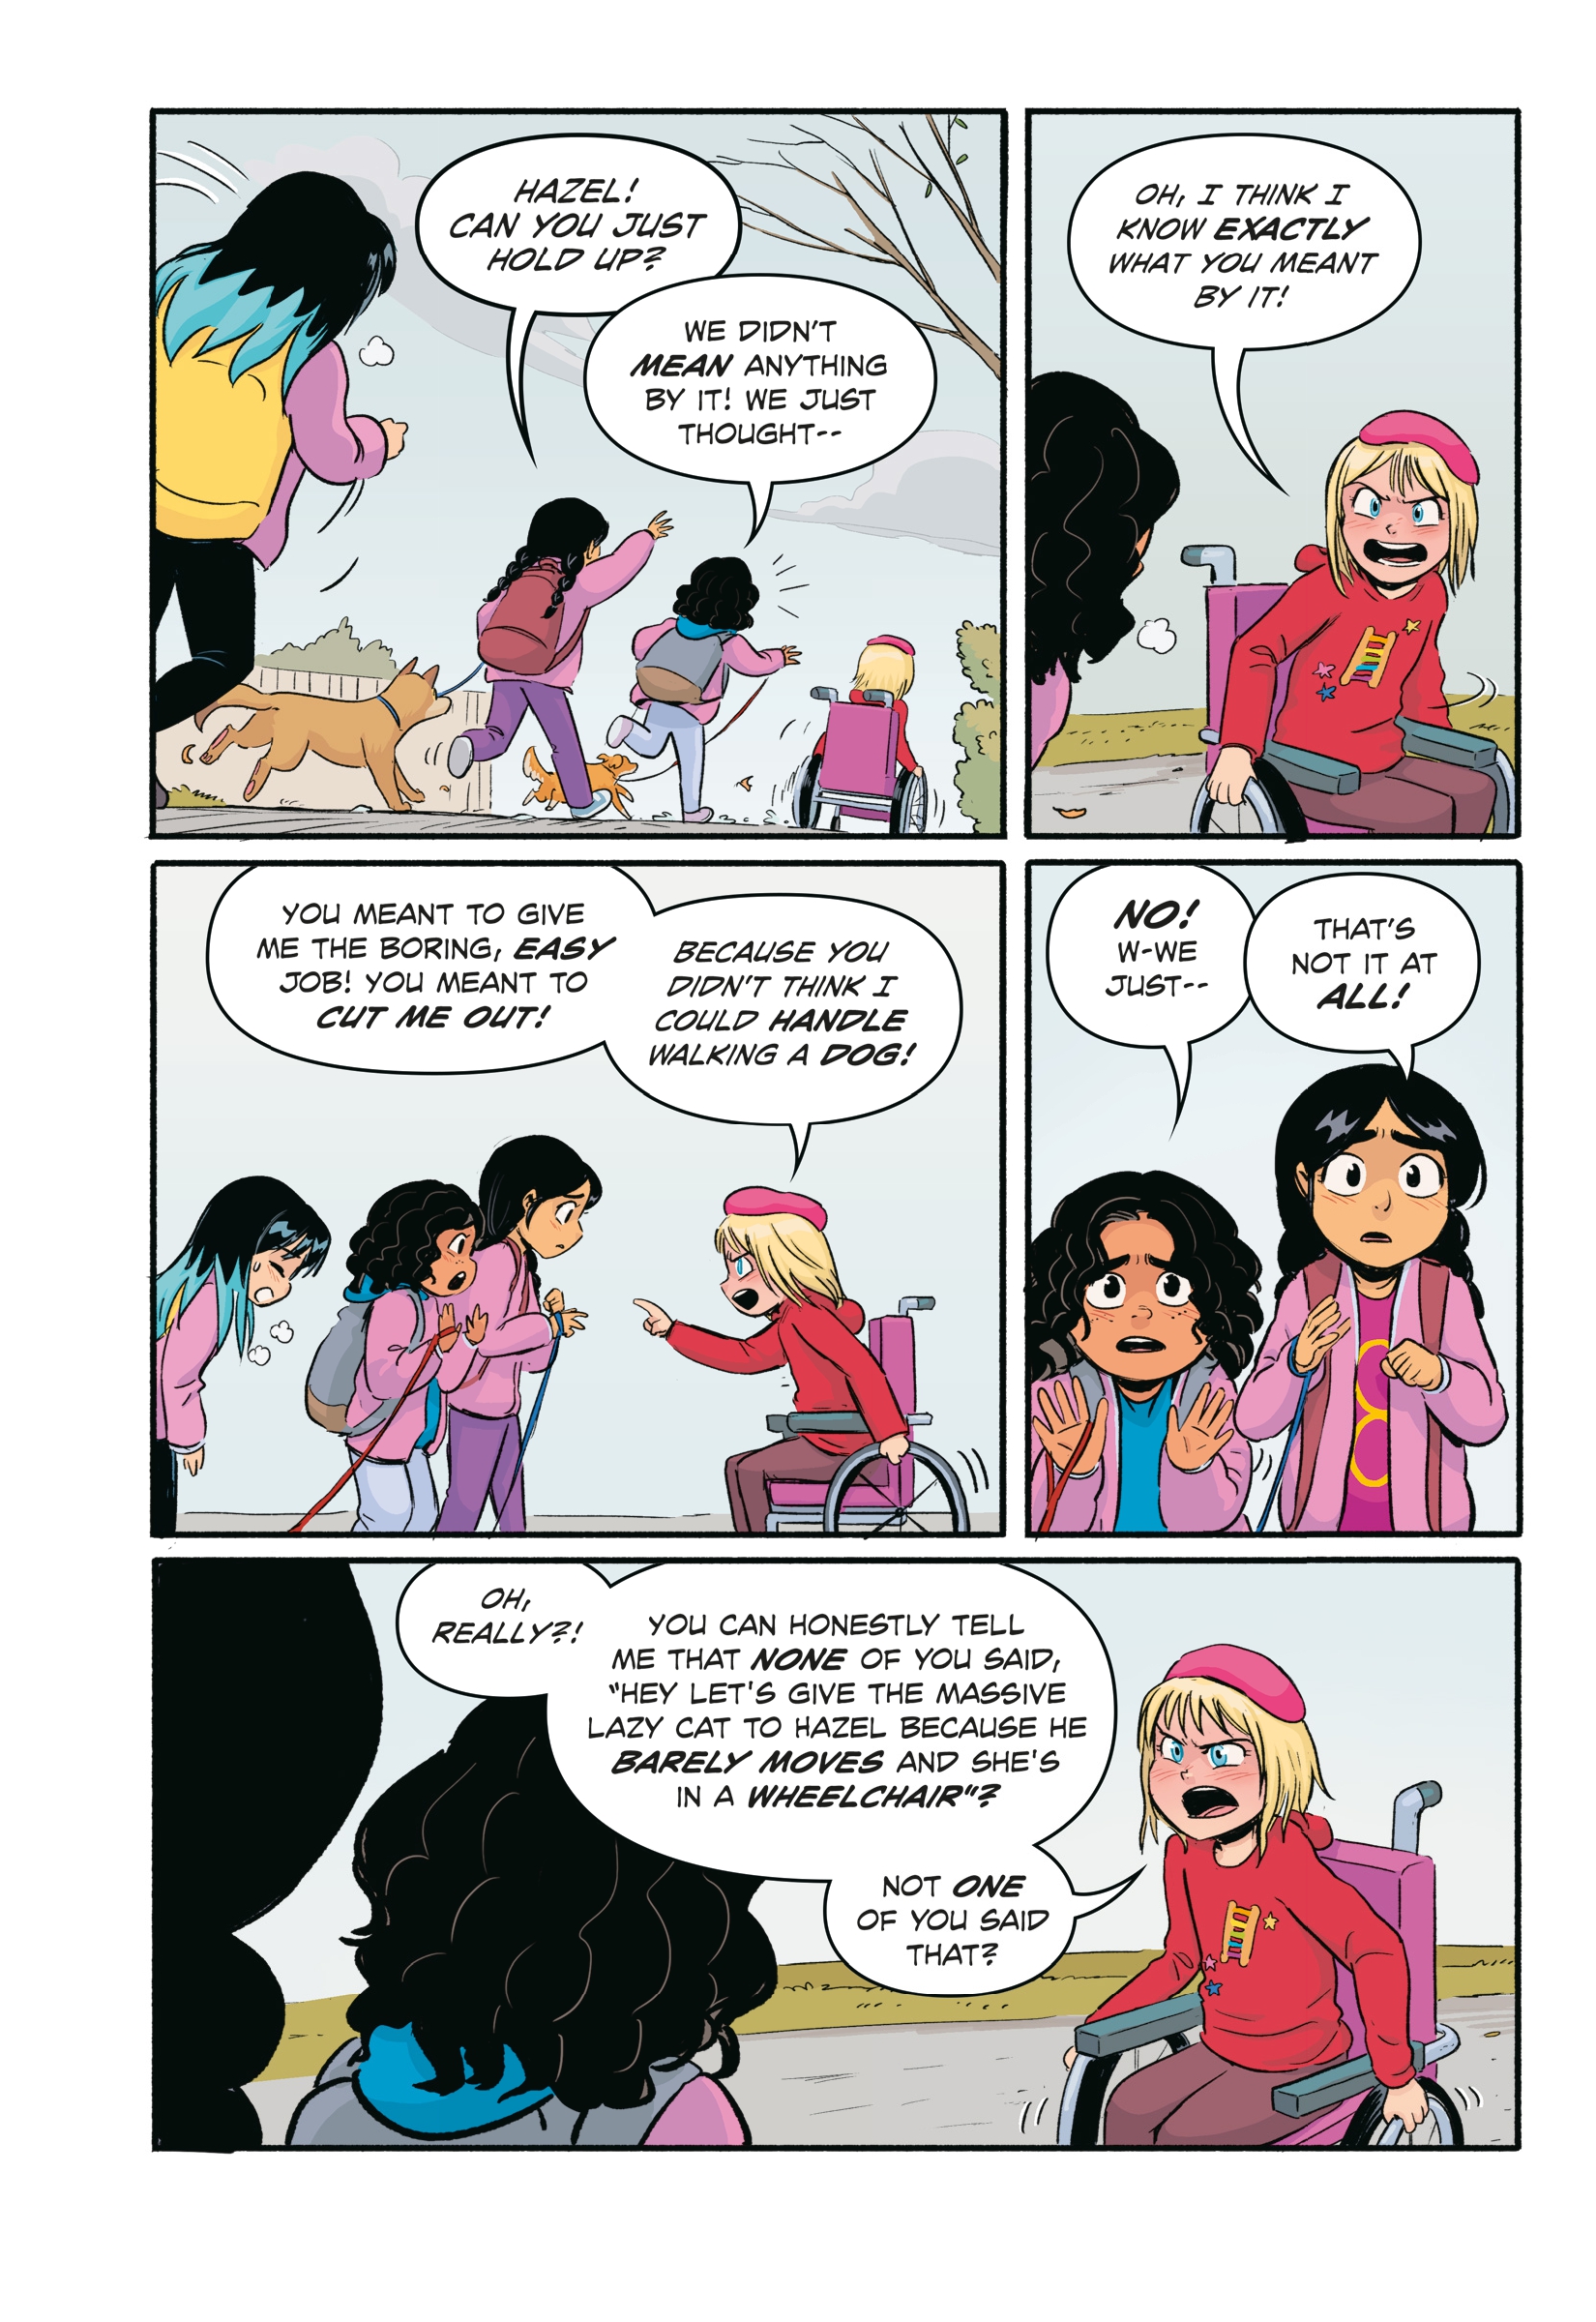 HAZEL!
CAN YOU JUST
HOLD UP?
WE DIDN'T
MEAN ANYTHING
BY IT! WE JUST
THOUGHT--
OH, I THINK I
KNOW EXACTLY
WHAT YOU MEANT
BY IT!
YOU MEANT TO GIVE
ME THE BORING, EASY
JOB! YOU MEANT TO
CUT ME OUT!
BECAUSE YOU
DIDN'T THINK I
COULD HANDLE
WALKING A DOG!
NO!
W-WE
JUST--
THAT'S
NOT IT AT
ALL!
OH,
REALLY?!
YOU CAN HONESTLY TELL
ME THAT NONE OF YOU SAID,
"HEY LET'S GIVE THE MASSIVE
LAZY CAT TO HAZEL BECAUSE HE
BARELY MOVES AND SHE'S
IN A WHEELCHAIR"?
NOT ONE
OF YOU SAID
THAT?